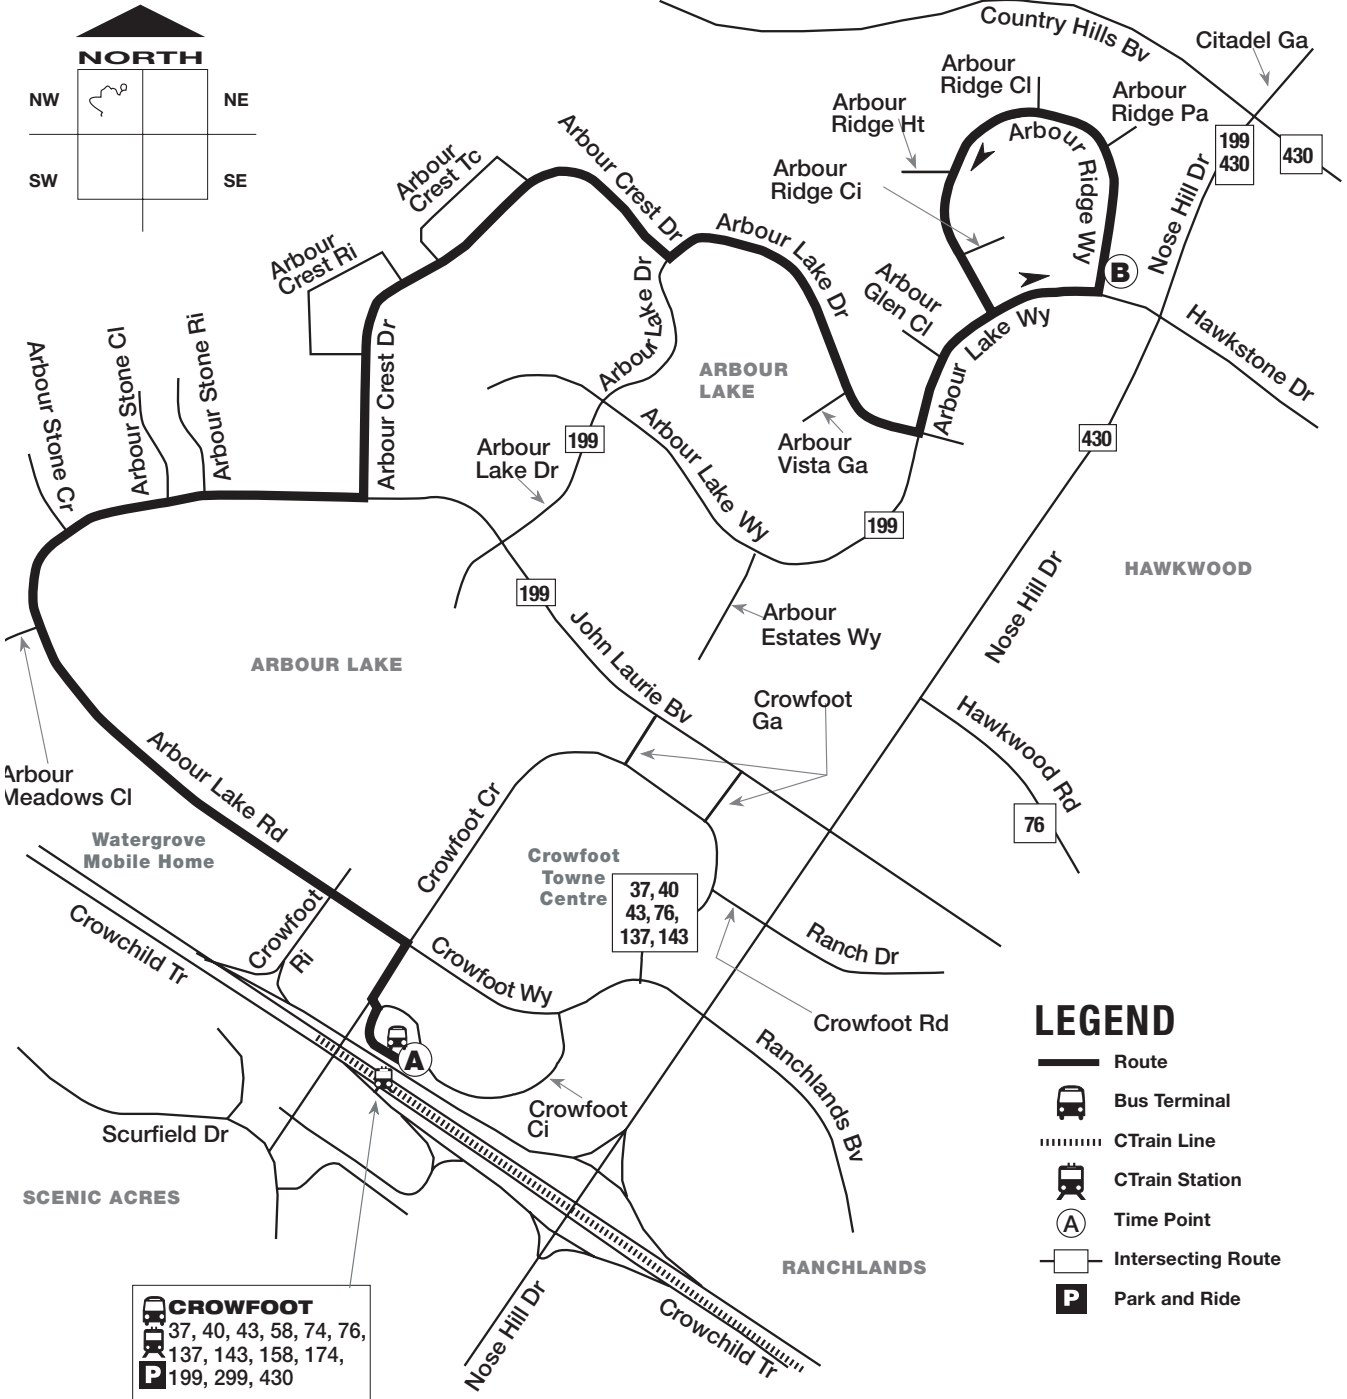 NORTH
NW
NE
SW
SE
Country Hills Bv
Citadel Ga
Arbour
Ridge Cl
Arbour
Ridge Pa
Arbour
Ridge Ht
Arbour Ridge Wy
Arbour
Ridge Ci
199
430
430
Nose Hill Dr
B
Arbour Crest Dr
Arbour
Crest Tc
Arbour
Crest Ri
Arbour Lake Dr
Arbour Lake Dr
Arbour
Glen Cl
Arbour Lake Wy
Hawkstone Dr
Arbour Crest Dr
Arbour Stone Cr
Arbour Stone Cl
Arbour Stone Ri
ARBOUR
LAKE
Arbour
Vista Ga
Arbour Lake Wy
Arbour
Lake Dr
199
430
199
199
HAWKWOOD
Nose Hill Dr
Arbour
Estates Wy
John Laurie Bv
ARBOUR LAKE
Crowfoot
Ga
Hawkwood Rd
76
Arbour
Meadows Cl
Arbour Lake Rd
Watergrove
Mobile Home
Crowfoot Cr
Crowfoot
Towne
Centre
37, 40
43, 76,
137, 143
Crowchild Tr
Crowfoot
Ri
Crowfoot Wy
Ranch Dr
Crowfoot Rd
A
Ranchlands Bv
Crowfoot
Ci
Scurfield Dr
SCENIC ACRES
RANCHLANDS
Nose Hill Dr
Crowchild Tr
CROWFOOT
37, 40, 43, 58, 74, 76,
137, 143, 158, 174,
P 199, 299, 430
LEGEND
Route
Bus Terminal
CTrain Line
CTrain Station
A Time Point
Intersecting Route
P Park and Ride